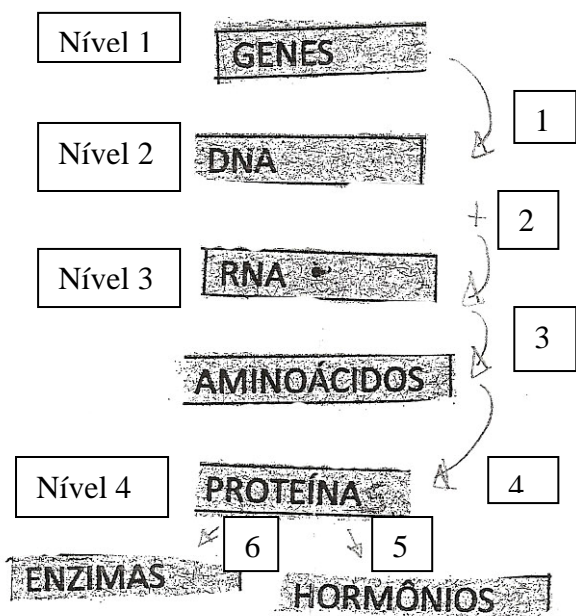 Nível 1
GENES
1
Nível 2
DNA
+ 2
Nível 3
RNA
3
AMINOÁCIDOS
Nível 4
PROTEÍNA
4
6
5
ENZIMAS
HORMÔNIOS